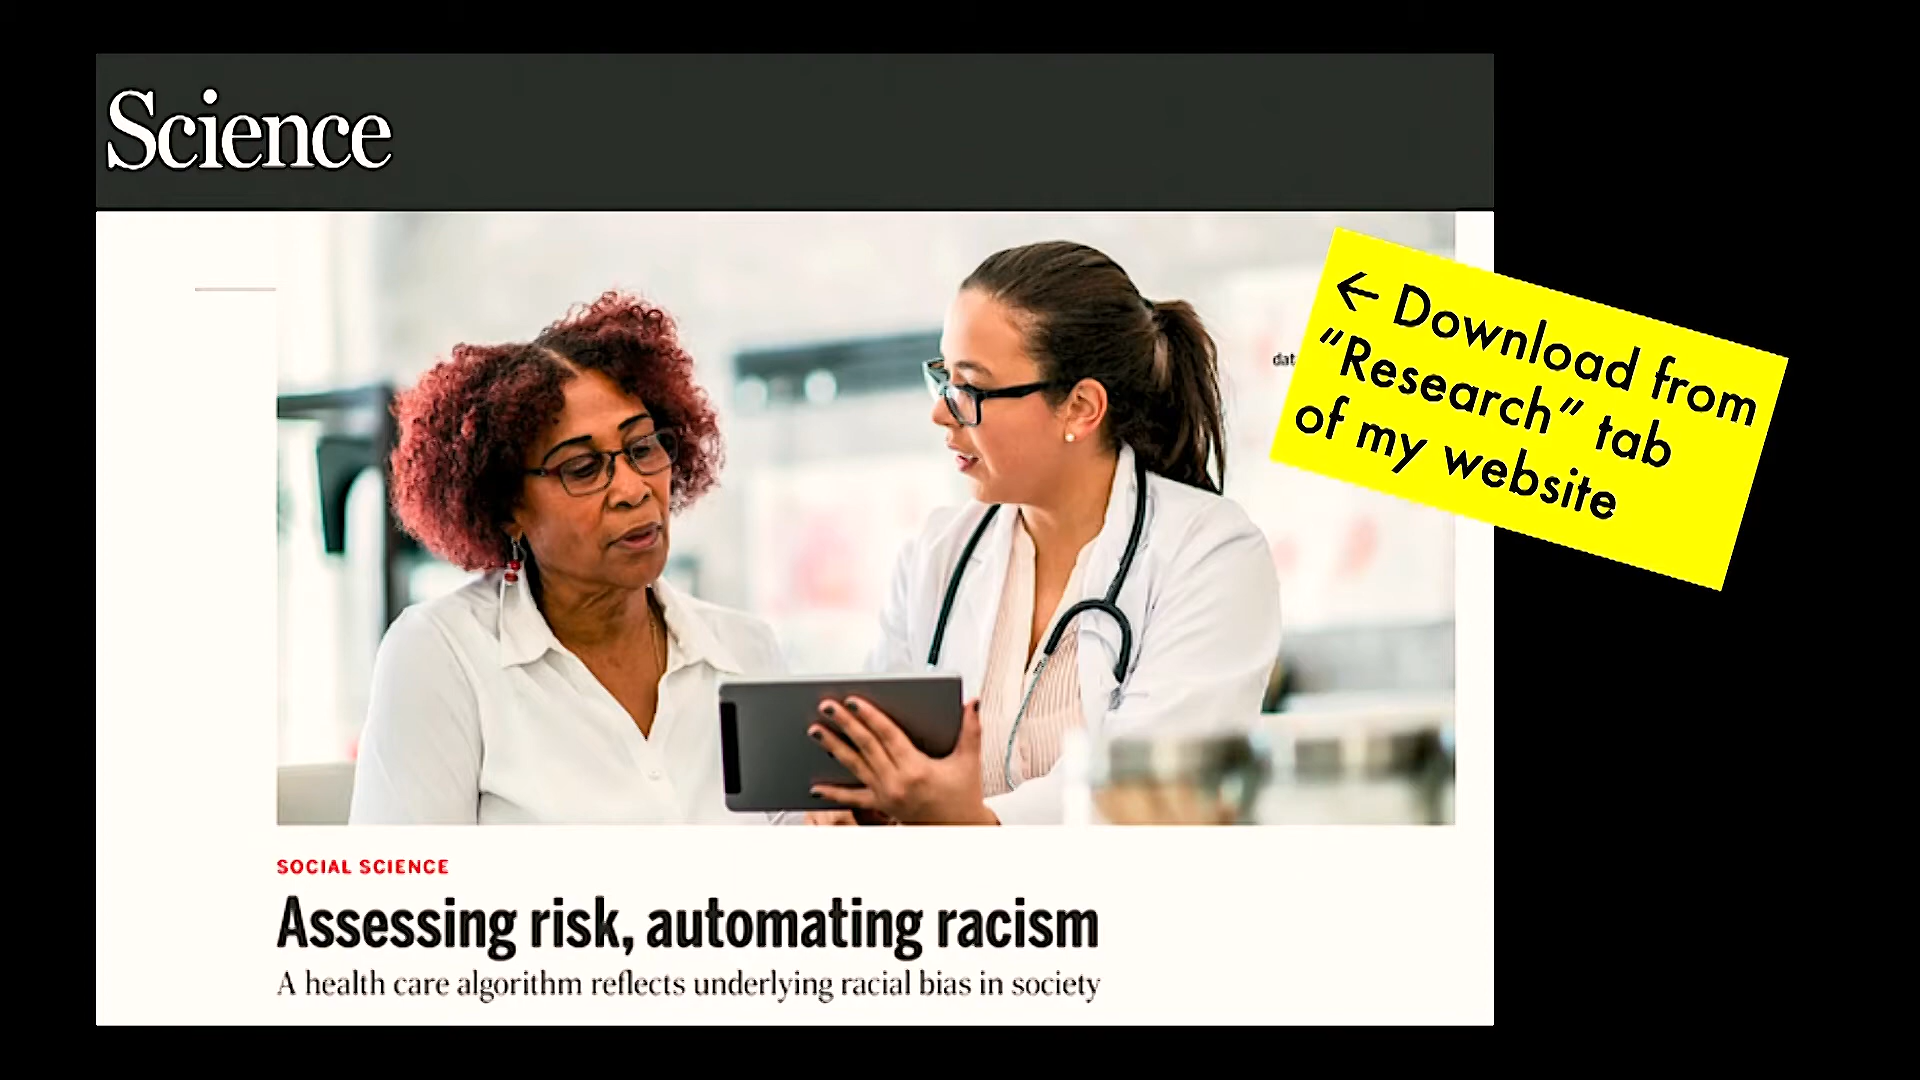 Science
← Download from
“Research” tab
of my website
dat
SOCIAL SCIENCE
Assessing risk, automating racism
A health care algorithm reflects underlying racial bias in society